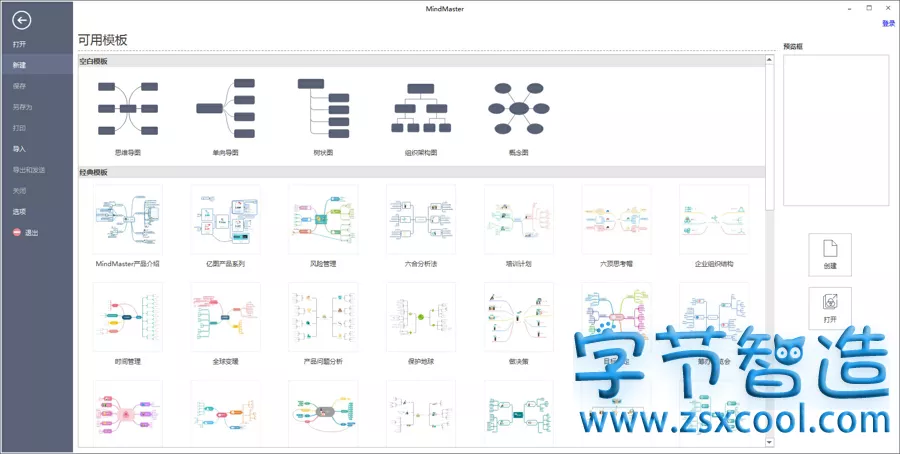 MindMaster
登录
打开
新建
保存
另存为
打印
导入
导出和发送
关闭
选项
退出
可用模板
空白模板
思维导图
单向导图
树状图
组织架构图
概念图
经典模板
MindMaster产品介绍
亿图产品系列
风险管理
六合分析法
培训计划
六顶思考帽
企业组织结构
时间管理
全球变暖
产品问题分析
保护地球
做决策
预览框
创建
打开
字节智造
www.zsxcool.com